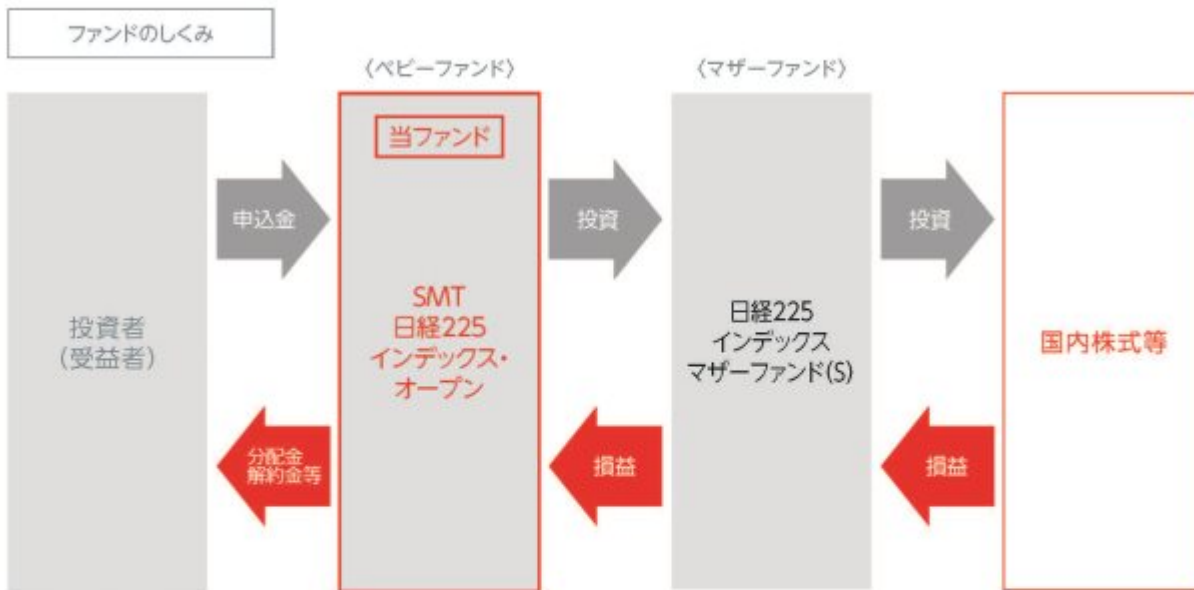 ファンドのしくみ
〈ベビーファンド〉
〈マザーファンド〉
投資者
(受益者)
申込金
分配金
解約金等
当ファンド
SMT
日経225
インデックス・
オープン
投資
損益
日経225
インデックス
マザーファンド(S)
投資
損益
国内株式等